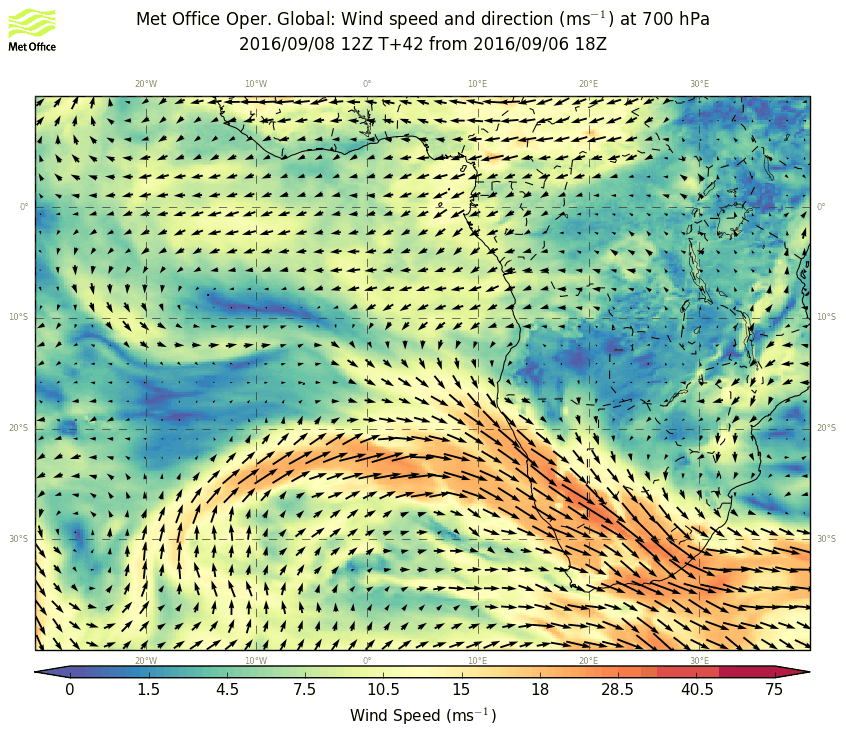 Met Office Oper. Global: Wind speed and direction (ms⁻¹) at 700 hPa
2016/09/08 12Z T+42 from 2016/09/06 18Z
Met Office
20°W 10°W 0° 10°E 20°E 30°E
0° 0°
10°S 10°S
20°S 20°S
30°S 30°S
20°W 10°W 0° 10°E 20°E 30°E
0 1.5 4.5 7.5 10.5 15 18 28.5 40.5 75
Wind Speed (ms⁻¹)